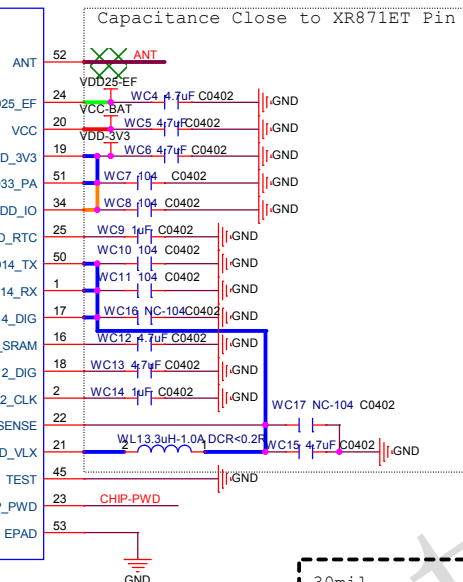 Capacitance Close to XR871ET Pin
ANT 52 ANT
VDD25-EF
25_EF 24 WC4 4.7uF C0402 GND
VCC-BAT
VCC 20 WC5 4.7uF C0402 GND
VDD-3V3
D_3V3 19 WC6 4.7uF C0402 GND
033_PA 51 WC7 104 C0402
DD_IO 34 WC8 104 C0402 GND
D_RTC 25 WC9 1uF C0402 GND
014_TX 50 WC10 104 C0402 GND
14_RX 1 WC11 104 C0402 GND
4_DIG 17 WC16 NC-104 C0402 GND
_SRAM 16 WC12 4.7uF C0402 GND
2_DIG 18 WC13 4.7uF C0402 GND
2_CLK 2 WC14 1uF C0402 GND
SENSE 22 WC17 NC-104 C0402
D_VLX 21 2 WL1 3.3uH-1.0A,DCR<0.2R 1 WC15 4.7uF C0402 GND
TEST 45 GND
P_PWD 23 CHIP-PWD
EPAD 53
GND
30mil